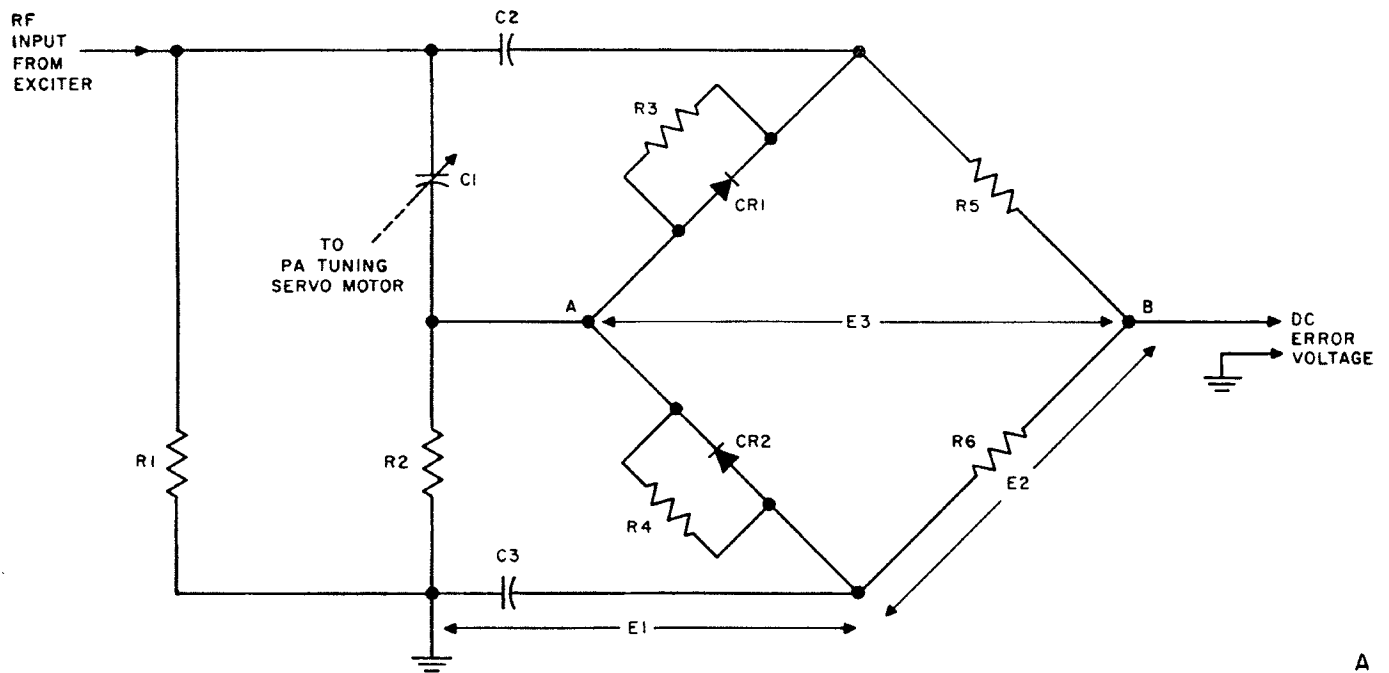 RF
INPUT
FROM
EXCITER
C2
R3
C1
CR1
R5
TO
PA TUNING
SERVO MOTOR
A
E3
B
DC
ERROR
VOLTAGE
R1
R2
CR2
R6
E2
R4
C3
E1
A